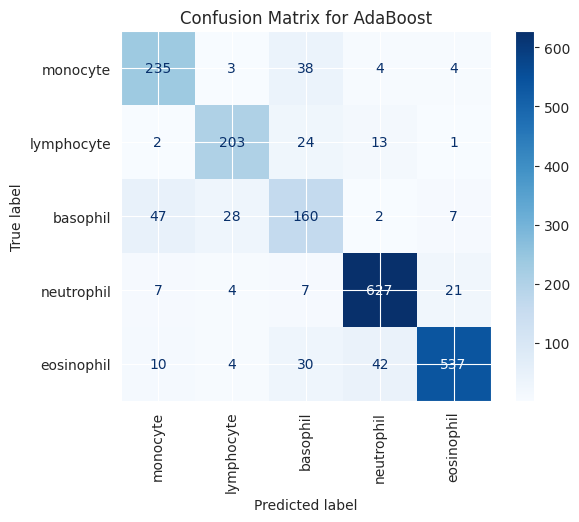 Confusion Matrix for AdaBoost
True label
monocyte 235 3 38 4 4
lymphocyte 2 203 24 13 1
basophil 47 28 160 2 7
neutrophil 7 4 7 627 21
eosinophil 10 4 30 42 537
monocyte
lymphocyte
basophil
neutrophil
eosinophil
Predicted label
600
500
400
300
200
100